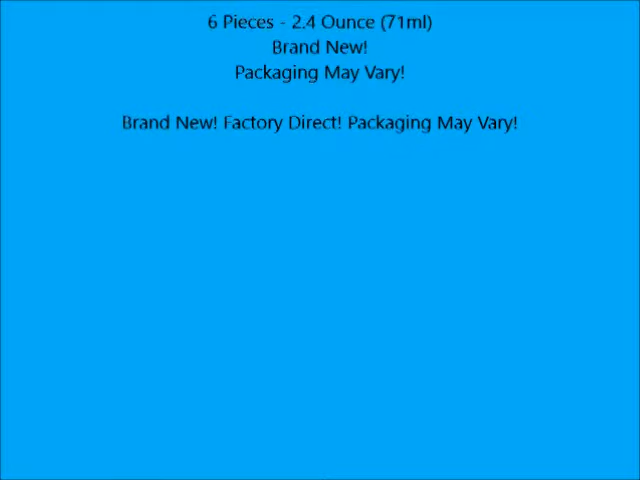 6 Pieces - 2.4 Ounce (71ml)
Brand New!
Packaging May Vary!
Brand New! Factory Direct! Packaging May Vary!